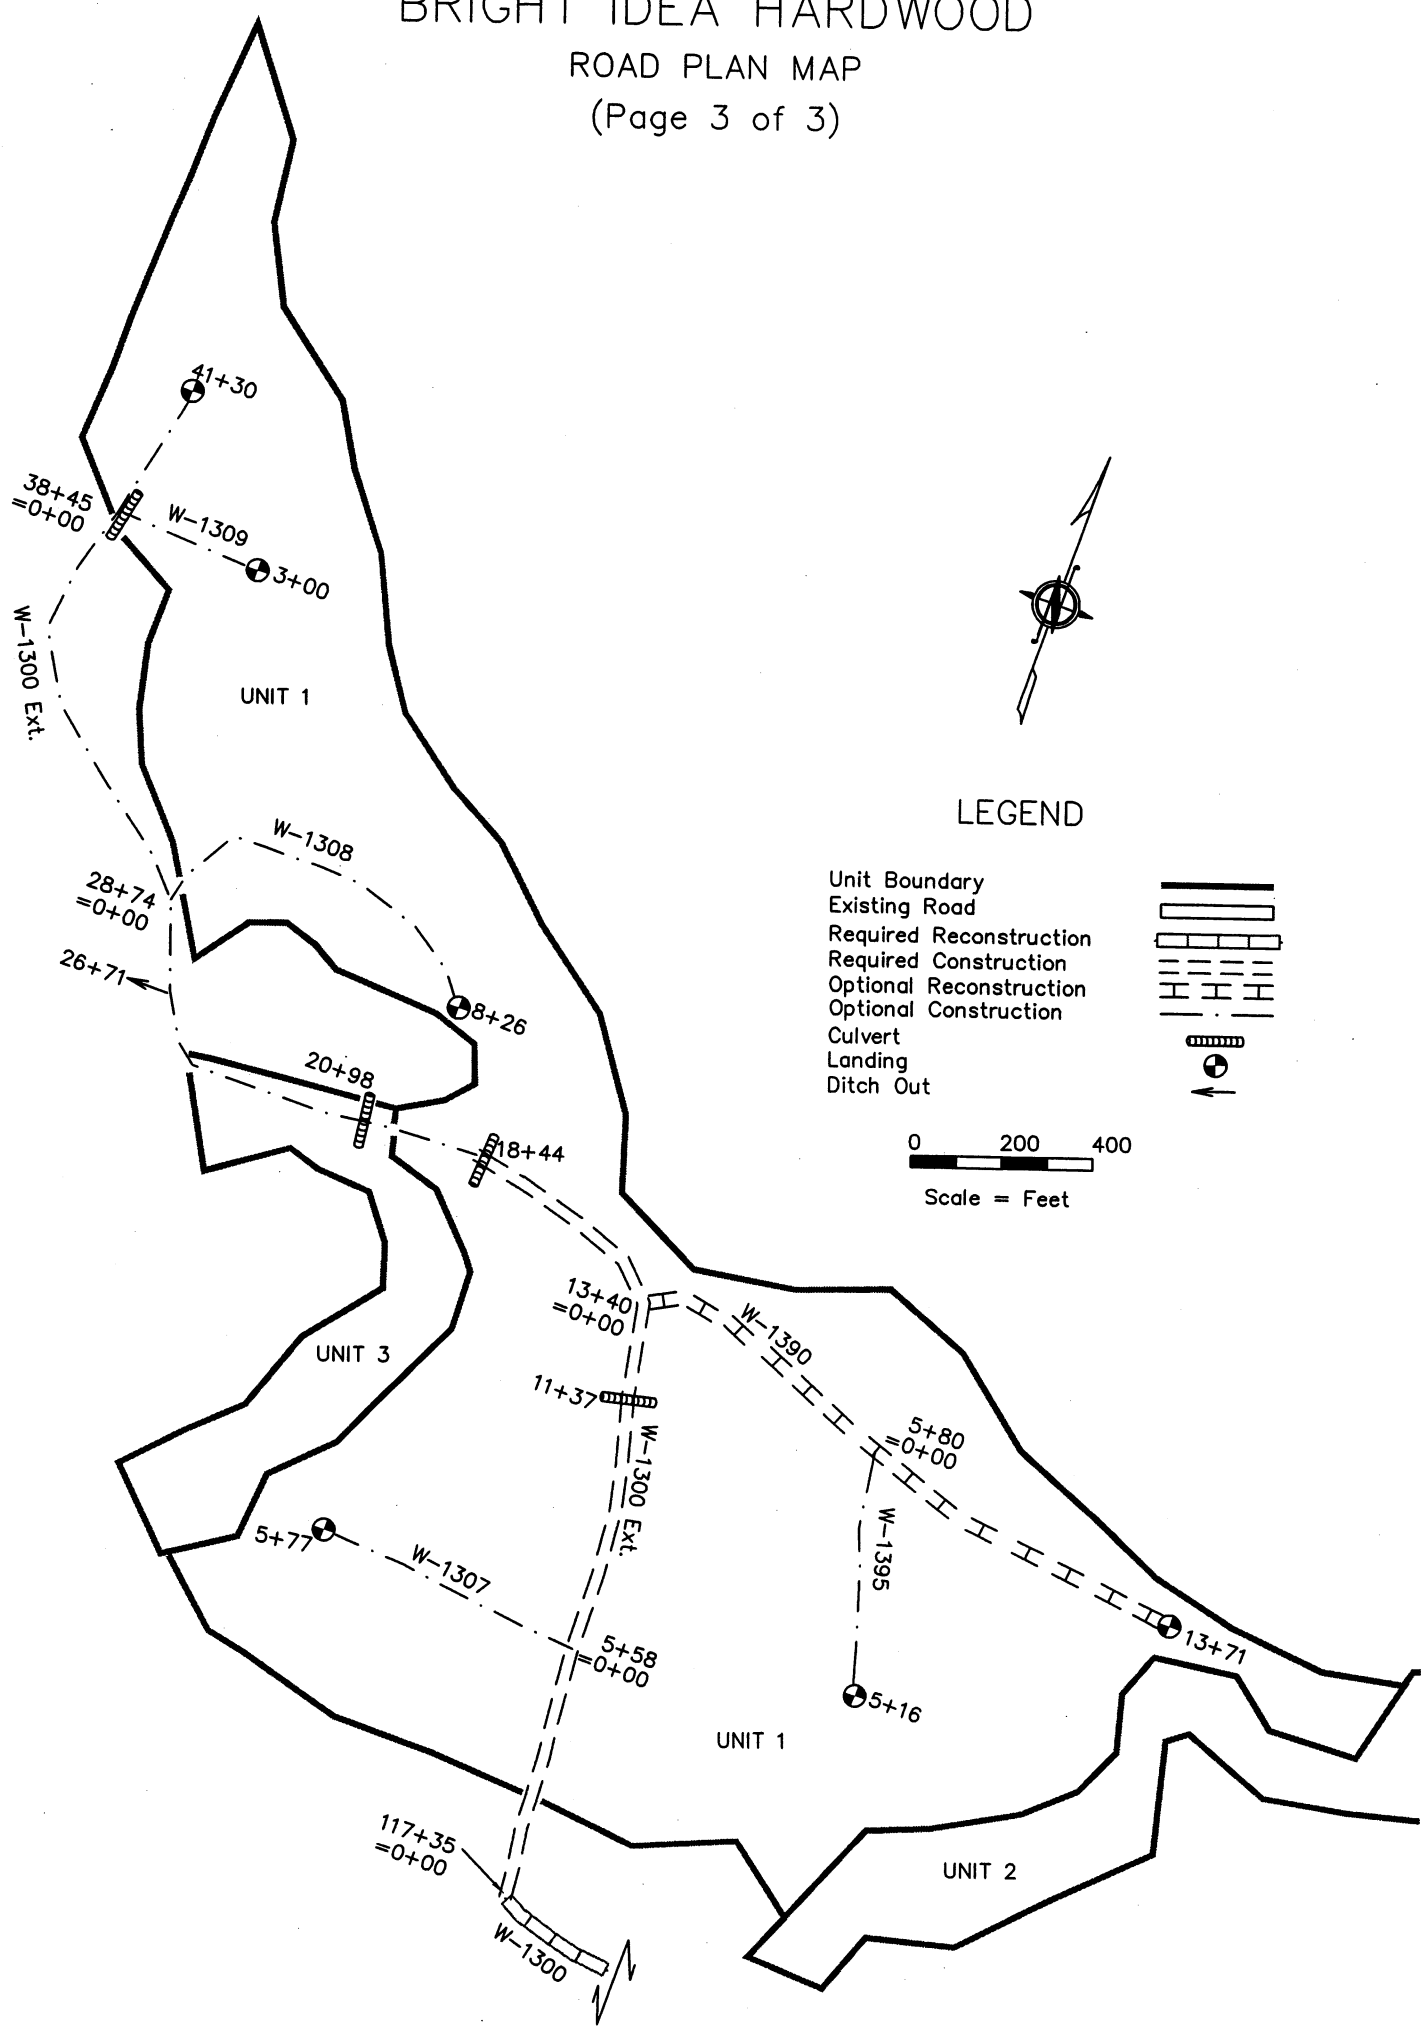 BRIGHT IDEA HARDWOOD
ROAD PLAN MAP
(Page 3 of 3)
41+30
38+45
=0+00
W-1309
3+00
W-1300 Ext.
UNIT 1
LEGEND
Unit Boundary
Existing Road
Required Reconstruction
Required Construction
Optional Reconstruction
Optional Construction
Culvert
Landing
Ditch Out
W-1308
28+74
=0+00
26+71
8+26
20+98
18+44
0 200 400
Scale = Feet
13+40
=0+00
W-1390
UNIT 3
11+37
W-1300 Ext.
5+80
=0+00
W-1395
5+77
W-1307
5+58
=0+00
13+71
5+16
UNIT 1
117+35
=0+00
UNIT 2
W-1300